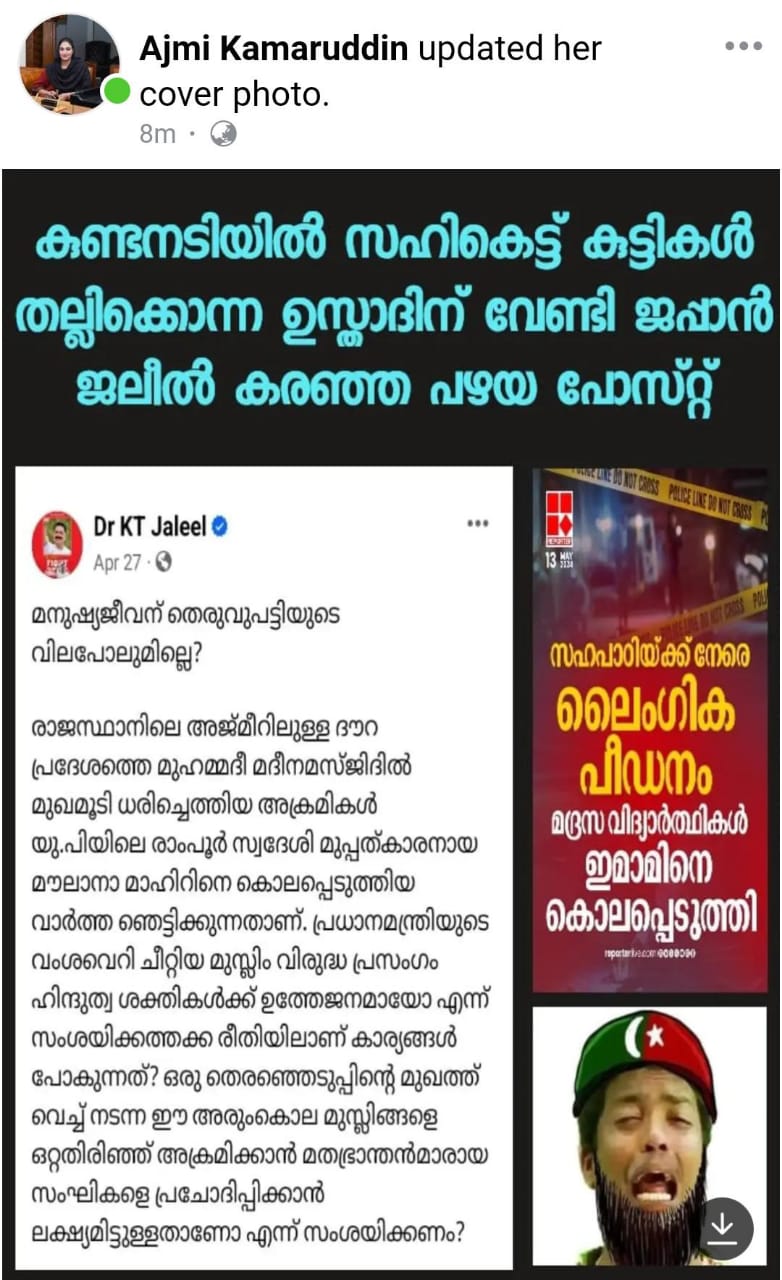 Ajmi Kamaruddin updated her
cover photo.
8m
കുണ്ടനടിയിൽ സഹികെട്ട് കുട്ടികൾ
തല്ലിക്കൊന്ന ഉസ്താദിന് വേണ്ടി ജപ്പാൻ
ജലീൽ കരഞ്ഞ പഴയ പോസ്റ്റ്
Dr KT Jaleel
Apr 27
മനുഷ്യജീവന് തെരുവുപട്ടിയുടെ
വിലപോലുമില്ലെ?
രാജസ്ഥാനിലെ അജ്മീറിലുള്ള ദൗറ
പ്രദേശത്തെ മുഹമ്മദീ മദീനമസ്ജിദിൽ
മുഖമൂടി ധരിച്ചെത്തിയ അക്രമികൾ
യു.പിയിലെ രാംപൂർ സ്വദേശി മുപ്പത്കാരനായ
മൗലാനാ മാഹിറിനെ കൊലപ്പെടുത്തിയ
വാർത്ത ഞെട്ടിക്കുന്നതാണ്. പ്രധാനമന്ത്രിയുടെ
വംശവെറി ചീറ്റിയ മുസ്ലിം വിരുദ്ധ പ്രസംഗം
ഹിന്ദുത്വ ശക്തികൾക്ക് ഉത്തേജനമായോ എന്ന്
സംശയിക്കത്തക്ക രീതിയിലാണ് കാര്യങ്ങൾ
പോകുന്നത്? ഒരു തെരഞ്ഞെടുപ്പിന്റെ മുഖത്ത്
വെച്ച് നടന്ന ഈ അരുംകൊല മുസ്ലിങ്ങളെ
ഒറ്റതിരിഞ്ഞ് അക്രമിക്കാൻ മതഭ്രാന്തൻമാരായ
സംഘികളെ പ്രചോദിപ്പിക്കാൻ
ലക്ഷ്യമിട്ടുള്ളതാണോ എന്ന് സംശയിക്കണം?
POLICE LINE DO NOT CROSS POLICE LINE DO NOT CROSS
REPORTER
13 MAY
2024
സഹപാഠിയ്ക്ക് നേരെ
ലൈംഗിക
പീഡനം
മദ്രസ വിദ്യാർത്ഥികൾ
ഇമാമിനെ
കൊലപ്പെടുത്തി
reporterlive.com